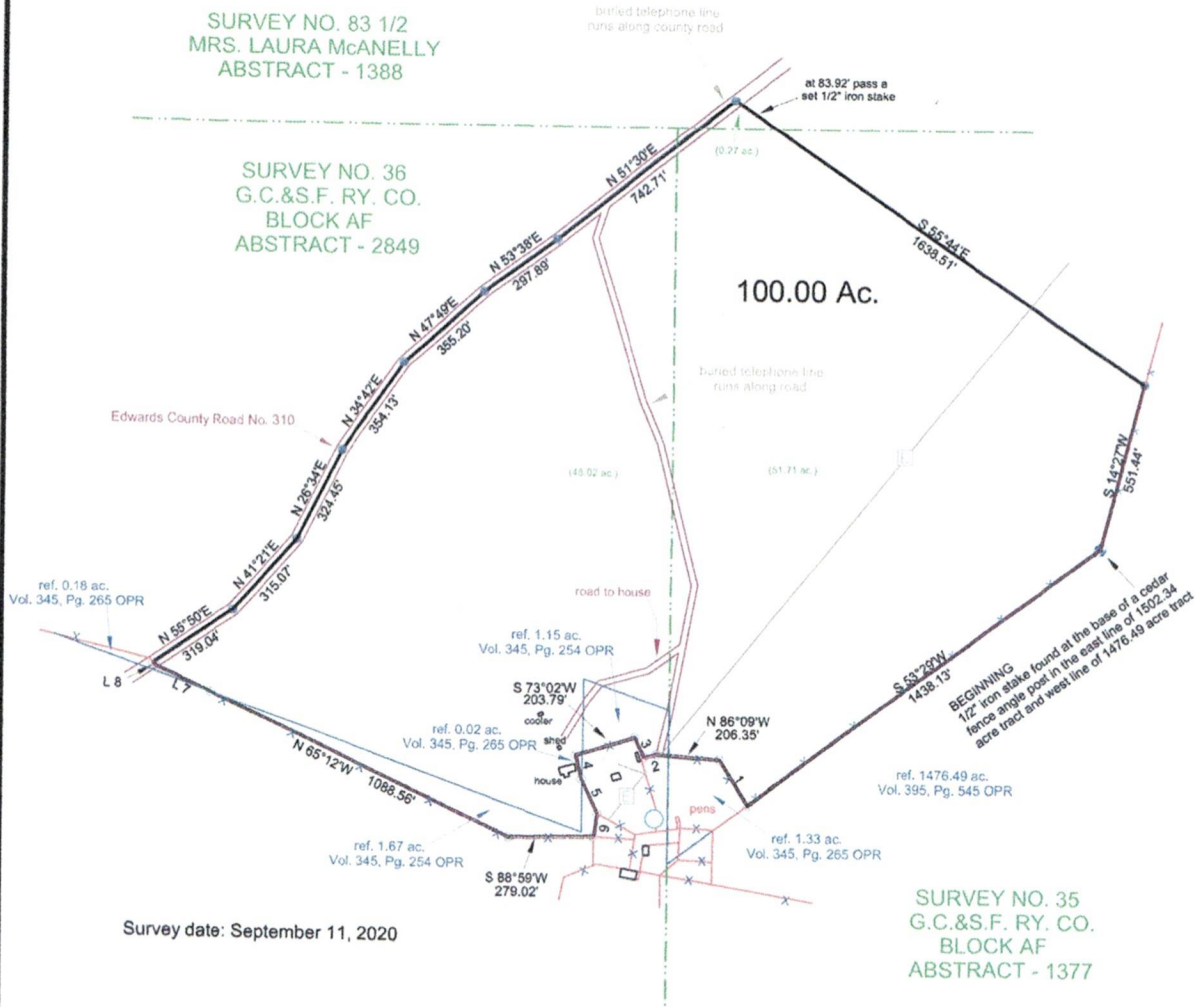 SURVEY NO. 83 1/2
MRS. LAURA McANELLY
ABSTRACT - 1388
buried telephone line
runs along county road
at 83.92' pass a
set 1/2" iron stake
(0.27 ac.)
SURVEY NO. 36
G.C.&S.F. RY. CO.
BLOCK AF
ABSTRACT - 2849
N 51°30'E
742.71'
N 53°38'E
297.89'
S 55°44'E
1638.51'
100.00 Ac.
N 47°49'E
355.20'
buried telephone line
runs along road
N 34°42'E
354.13'
Edwards County Road No. 310
(48.02 ac.)
(51.71 ac.)
E
S 14°27'W
551.44'
N 26°34'E
324.45'
N 41°21'E
315.07'
ref. 0.18 ac.
Vol. 345, Pg. 265 OPR
N 55°50'E
319.04'
L 8
L 7
road to house
ref. 1.15 ac.
Vol. 345, Pg. 254 OPR
S 73°02'W
203.79'
cooler
shed
ref. 0.02 ac.
Vol. 345, Pg. 265 OPR
house
N 86°09'W
206.35'
3
2
1
4
5
6
E
pens
S 53°29'W
1438.13'
BEGINNING
1/2" iron stake found at the base of a cedar
fence angle post in the east line of 1502.34
acre tract and west line of 1476.49 acre tract
ref. 1476.49 ac.
Vol. 395, Pg. 545 OPR
N 65°12'W
1088.56'
ref. 1.67 ac.
Vol. 345, Pg. 254 OPR
S 88°59'W
279.02'
ref. 1.33 ac.
Vol. 345, Pg. 265 OPR
Survey date: September 11, 2020
SURVEY NO. 35
G.C.&S.F. RY. CO.
BLOCK AF
ABSTRACT - 1377